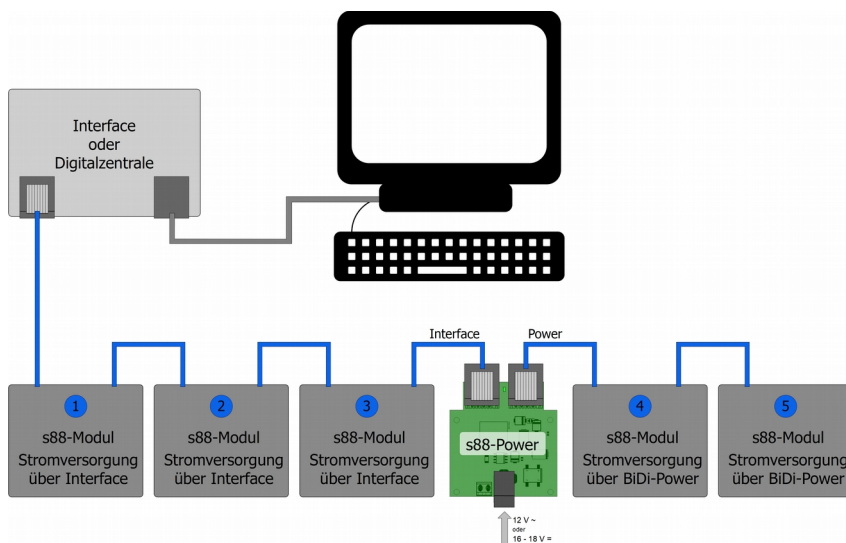 Interface
oder
Digitalzentrale
Interface
Power
1
s88-Modul
Stromversorgung
über Interface
2
s88-Modul
Stromversorgung
über Interface
3
s88-Modul
Stromversorgung
über Interface
s88-Power
4
s88-Modul
Stromversorgung
über BiDi-Power
5
s88-Modul
Stromversorgung
über BiDi-Power
12 V ~
oder
16 - 18 V =